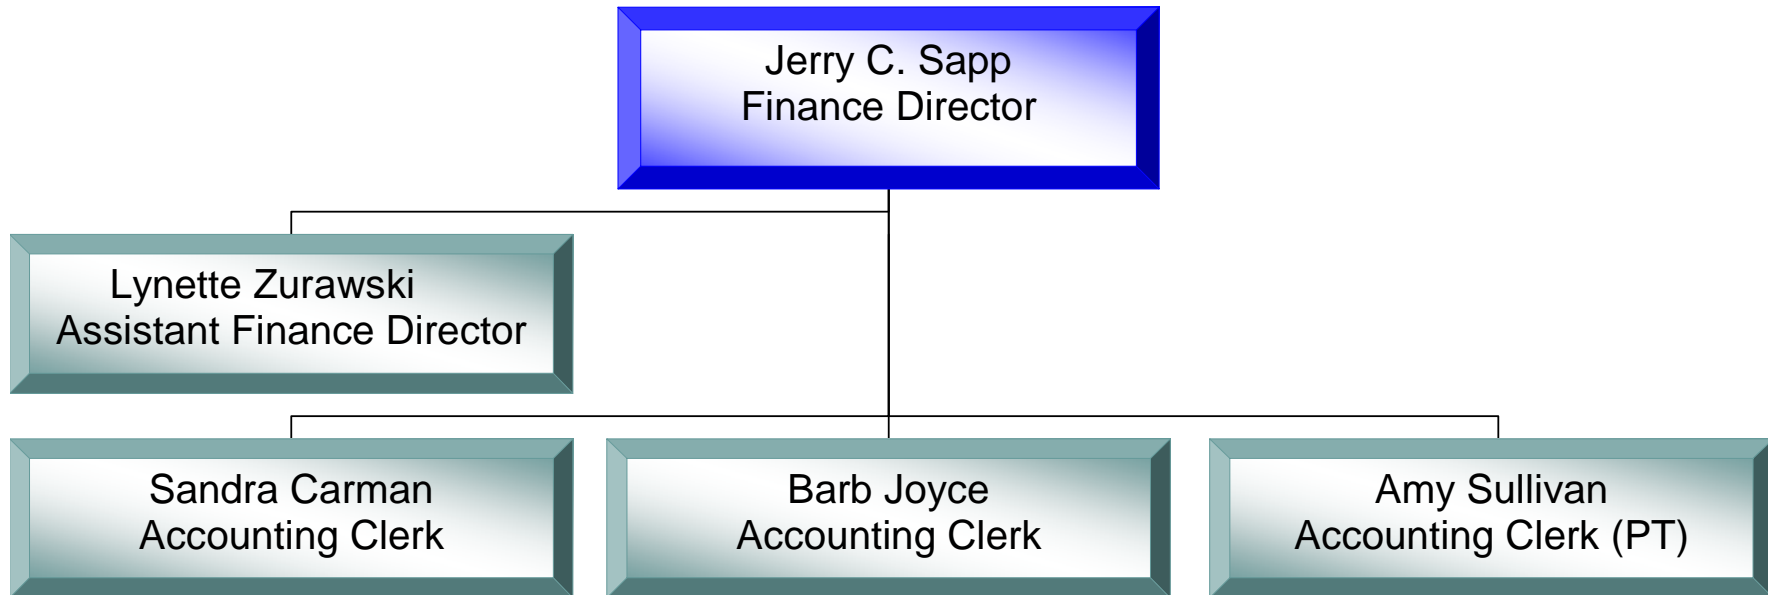 Jerry C. Sapp
Finance Director
Lynette Zurawski
Assistant Finance Director
Sandra Carman
Accounting Clerk
Barb Joyce
Accounting Clerk
Amy Sullivan
Accounting Clerk (PT)